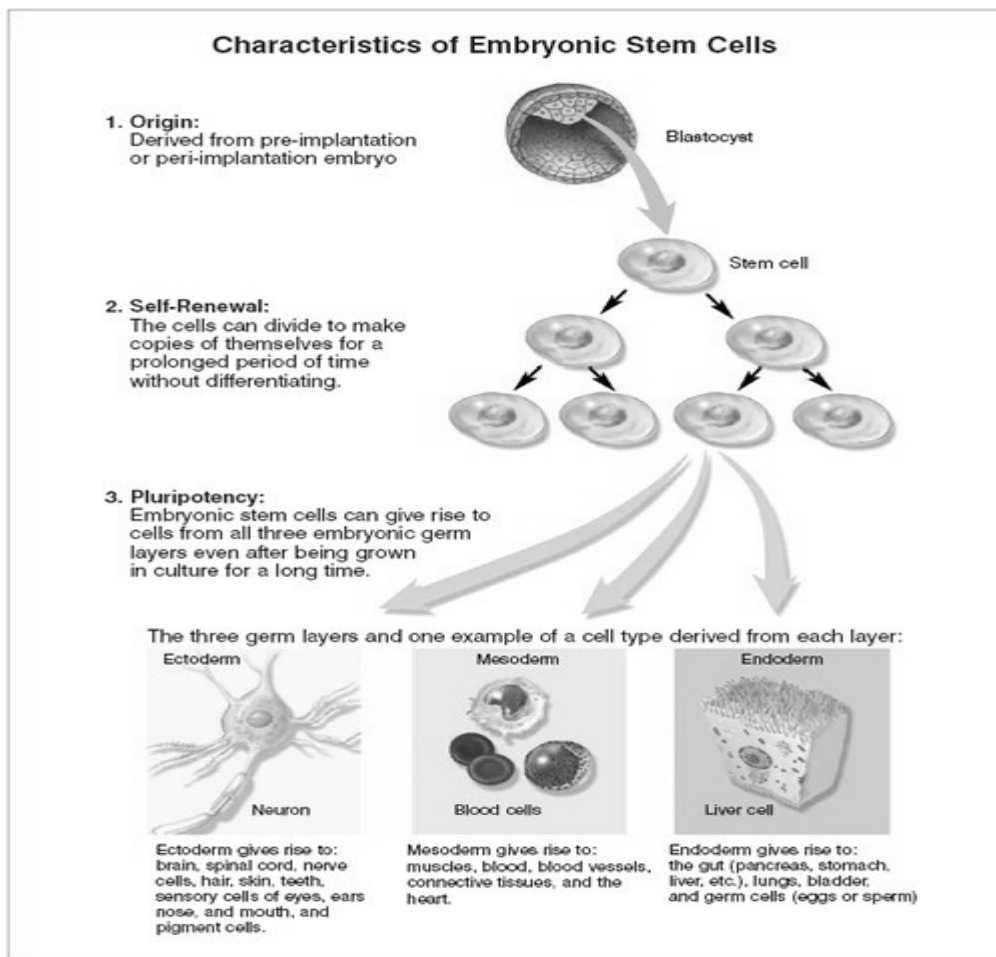 Characteristics of Embryonic Stem Cells
1. Origin:
Derived from pre-implantation
or peri-implantation embryo
Blastocyst
Stem cell
2. Self-Renewal:
The cells can divide to make
copies of themselves for a
prolonged period of time
without differentiating.
3. Pluripotency:
Embryonic stem cells can give rise to
cells from all three embryonic germ
layers even after being grown
in culture for a long time.
The three germ layers and one example of a cell type derived from each layer:
Ectoderm
Neuron
Ectoderm gives rise to:
brain, spinal cord, nerve
cells, hair, skin, teeth,
sensory cells of eyes, ears
nose, and mouth, and
pigment cells.
Mesoderm
Blood cells
Mesoderm gives rise to:
muscles, blood, blood vessels,
connective tissues, and the
heart.
Endoderm
Liver cell
Endoderm gives rise to:
the gut (pancreas, stomach,
liver, etc.), lungs, bladder,
and germ cells (eggs or sperm)